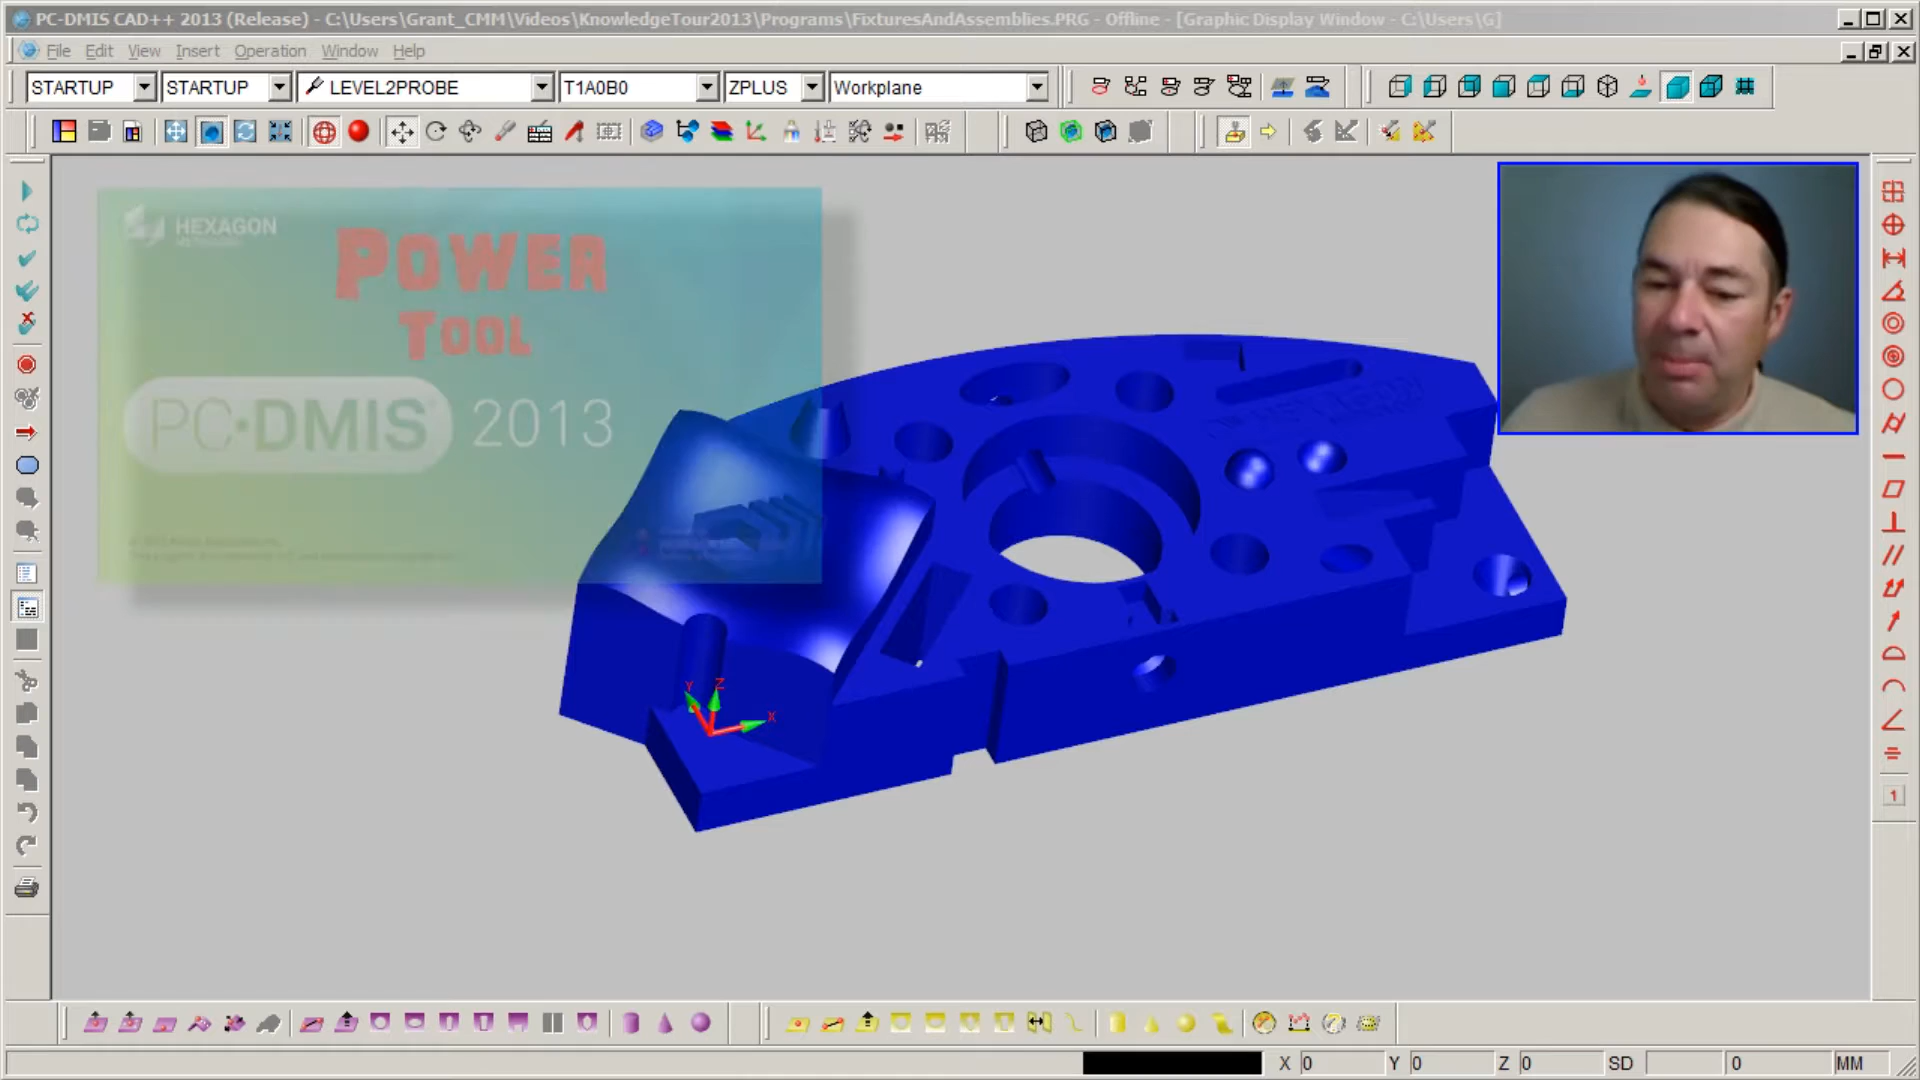 PC-DMIS CAD++ 2013 (Release) - C:\Users\Grant_CMM\Videos\KnowledgeTour2013\Programs\FixturesAndAssemblies.PRG - Offline - [Graphic Display Window - C:\Users\G]
File Edit View Insert Operation Window Help
STARTUP STARTUP LEVEL2PROBE T1A0B0 ZPLUS Workplane
HEXAGON
POWER
TOOL
PC•DMIS 2013
Y Z X
1
X 0 Y 0 Z 0 SD 0 MM